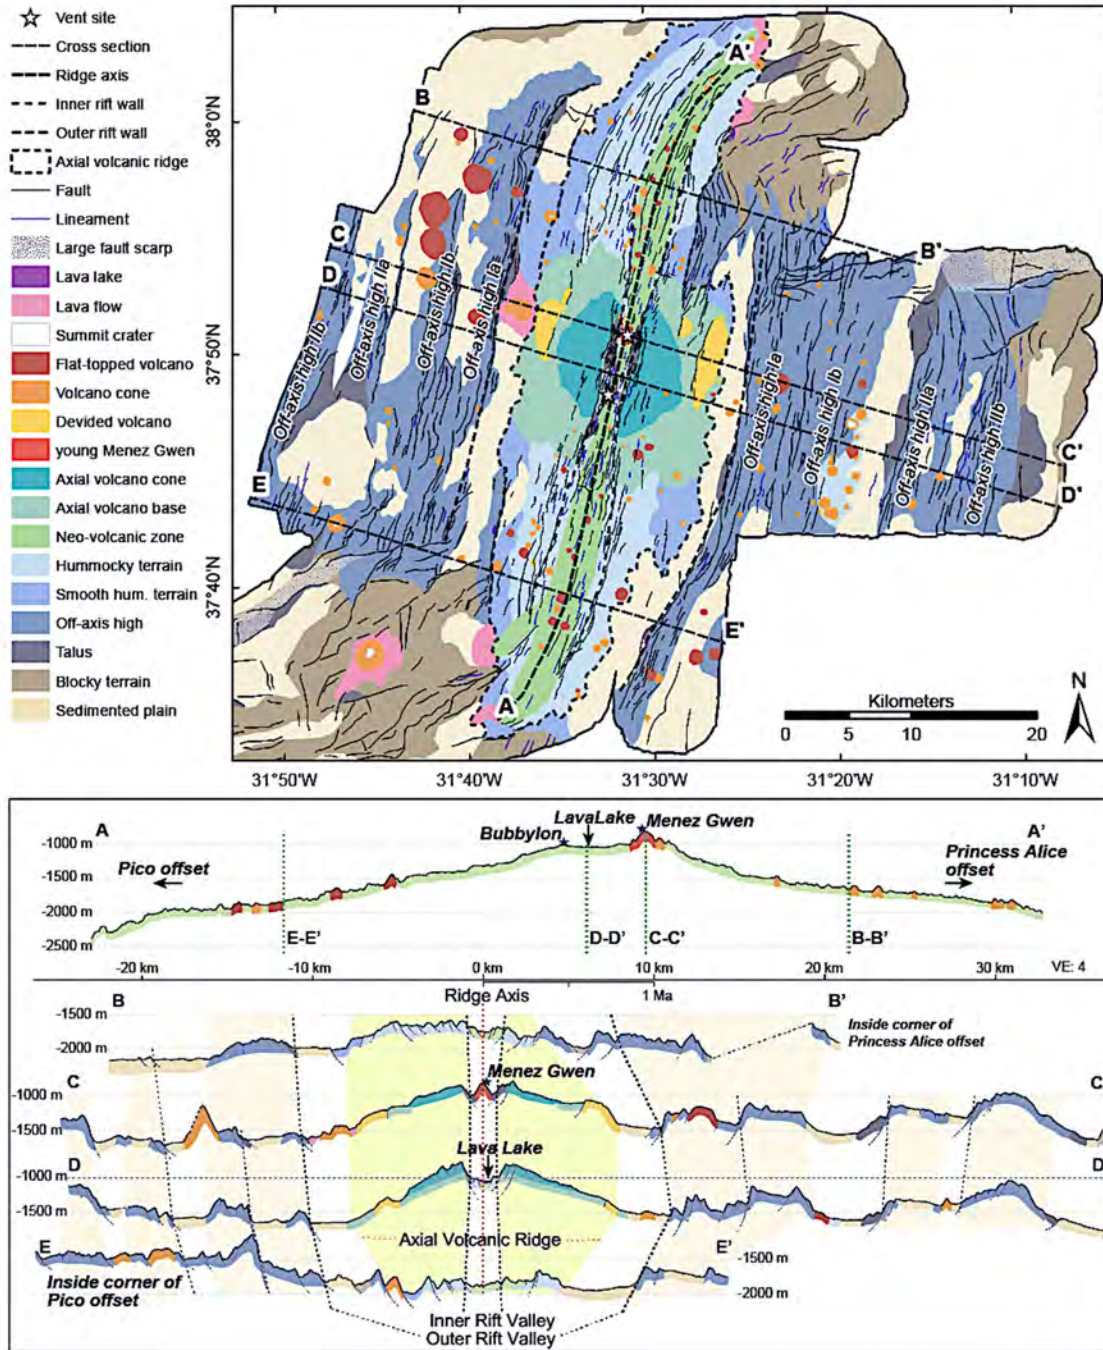 Vent site
Cross section
Ridge axis
Inner rift wall
Outer rift wall
Axial volcanic ridge
Fault
Lineament
Large fault scarp
Lava lake
Lava flow
Summit crater
Flat-topped volcano
Volcano cone
Devided volcano
young Menez Gwen
Axial volcano cone
Axial volcano base
Neo-volcanic zone
Hummocky terrain
Smooth hum. terrain
Off-axis high
Talus
Blocky terrain
Sedimented plain
38°0'N
37°50'N
37°40'N
A'
B
B'
C
D
C'
D'
E
E'
A
Off-axis high IIb
Off-axis high IIa
Off-axis high Ib
Off-axis high Ia
Off-axis high Ia
Off-axis high Ib
Off-axis high IIa
Off-axis high IIb
N
Kilometers
0 5 10 20
31°50'W 31°40'W 31°30'W 31°20'W 31°10'W
A LavaLake Menez Gwen A'
Bubbylon
-1000 m
Pico offset
Princess Alice
offset
-1500 m
-2000 m
-2500 m
E-E' D-D' C-C' B-B'
-20 km -10 km 0 km 10 km 20 km 30 km VE: 4
B Ridge Axis 1 Ma B'
-1500 m
-2000 m
Inside corner of
Princess Alice offset
C Menez Gwen C
-1000 m
-1500 m
Lava Lake
D D
-1000 m
-1500 m
Axial Volcanic Ridge
E E'
-1500 m
-2000 m
Inside corner of
Pico offset
Inner Rift Valley
Outer Rift Valley